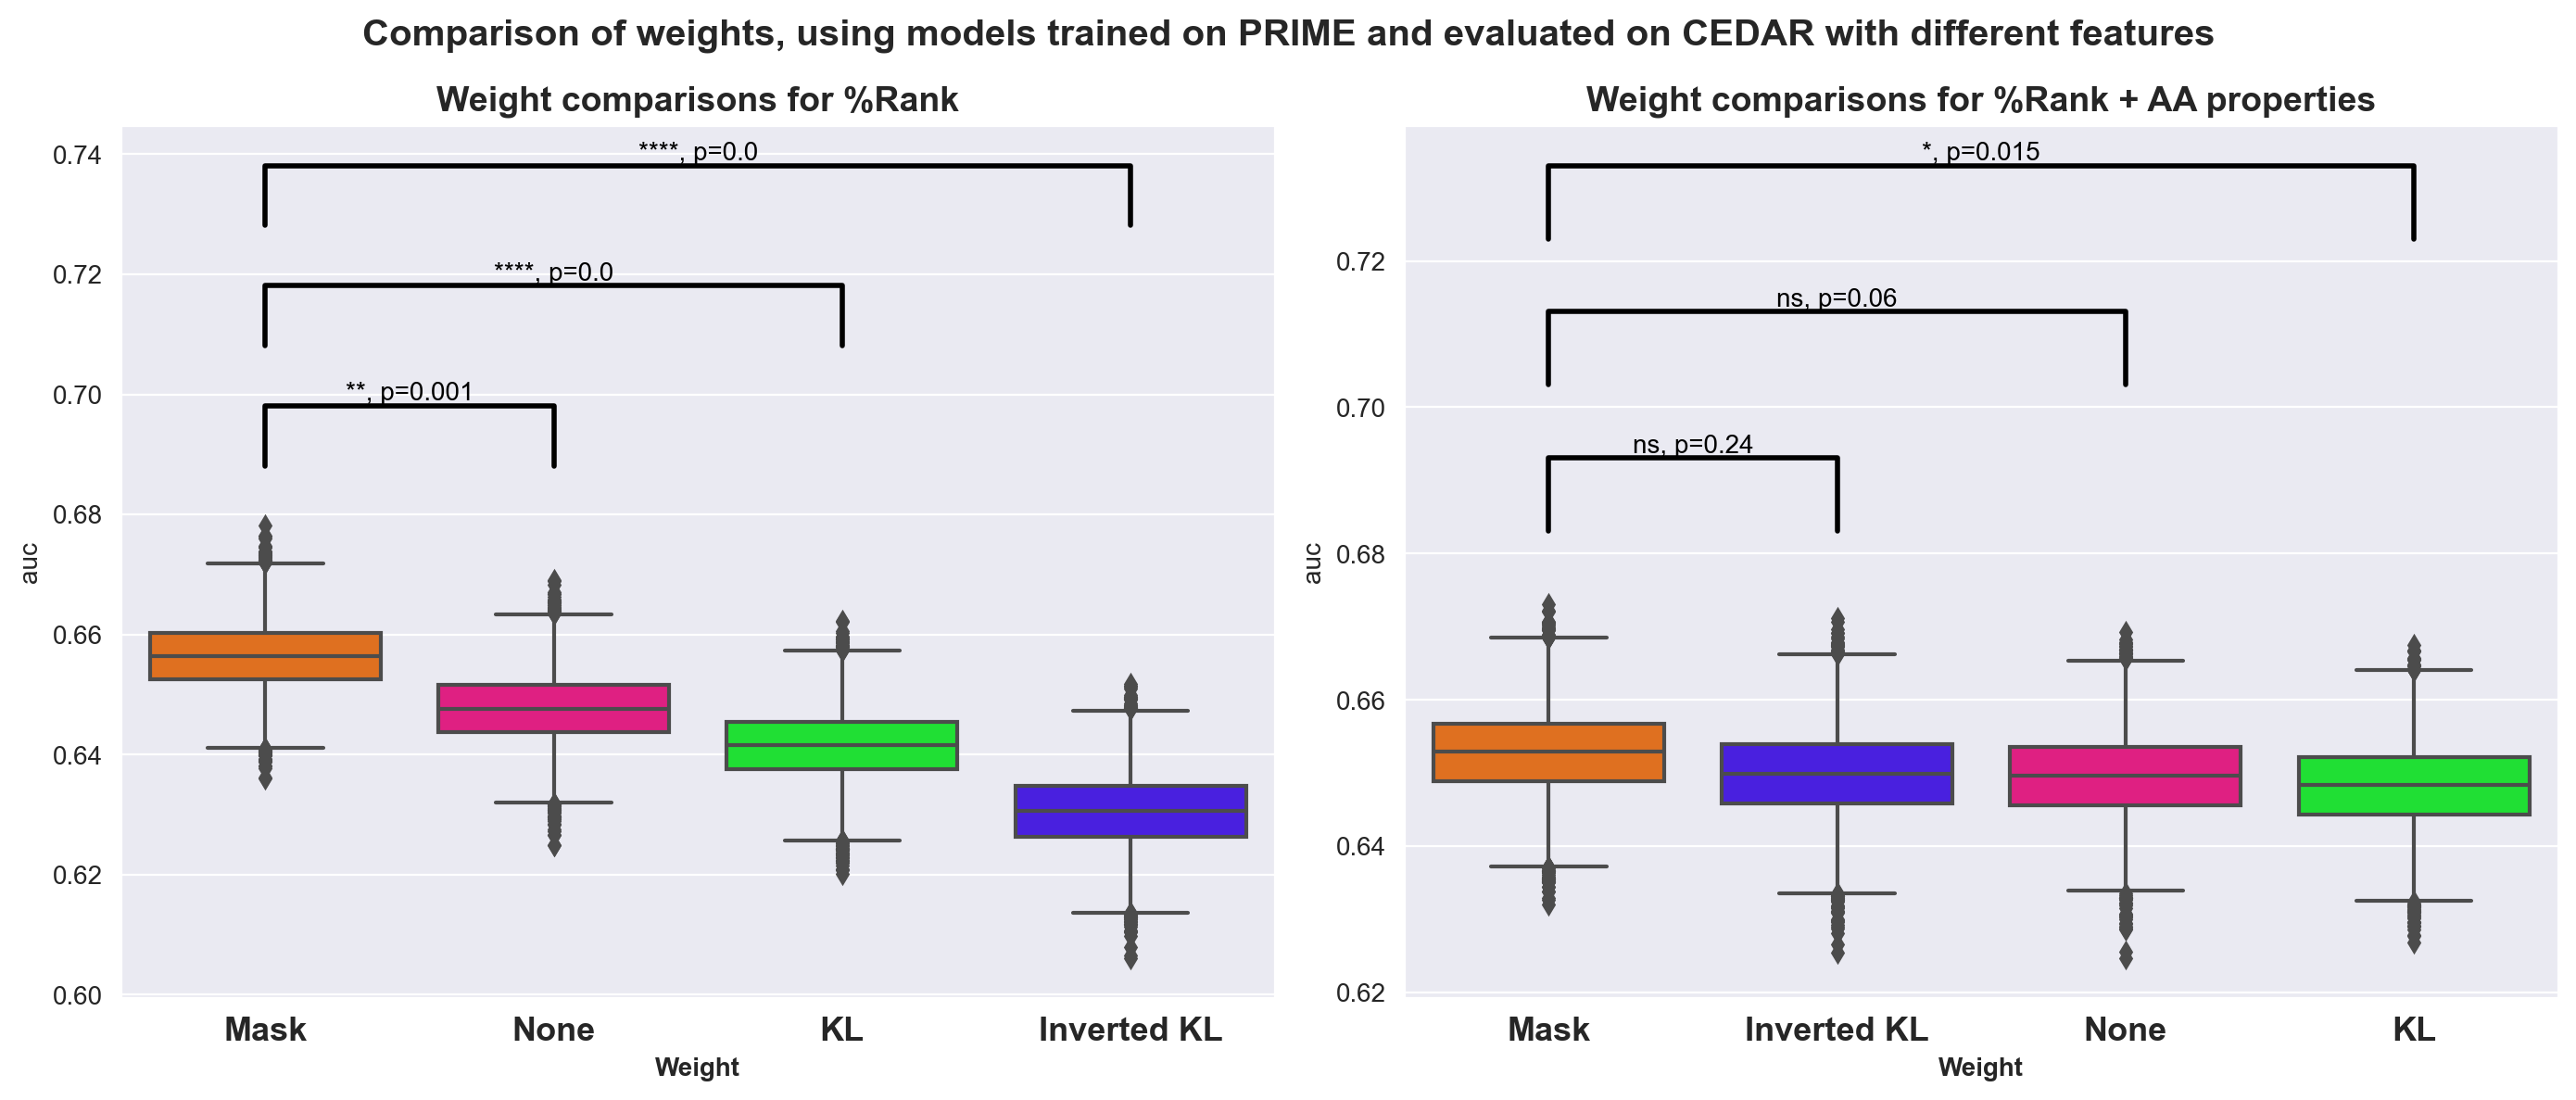 Comparison of weights, using models trained on PRIME and evaluated on CEDAR with different features
Weight comparisons for %Rank
0.74
0.72
0.70
0.68
0.66
0.64
0.62
0.60
auc
****, p=0.0
****, p=0.0
**, p=0.001
Mask
None
KL
Inverted KL
Weight
Weight comparisons for %Rank + AA properties
0.72
0.70
0.68
0.66
0.64
0.62
auc
*, p=0.015
ns, p=0.06
ns, p=0.24
Mask
Inverted KL
None
KL
Weight